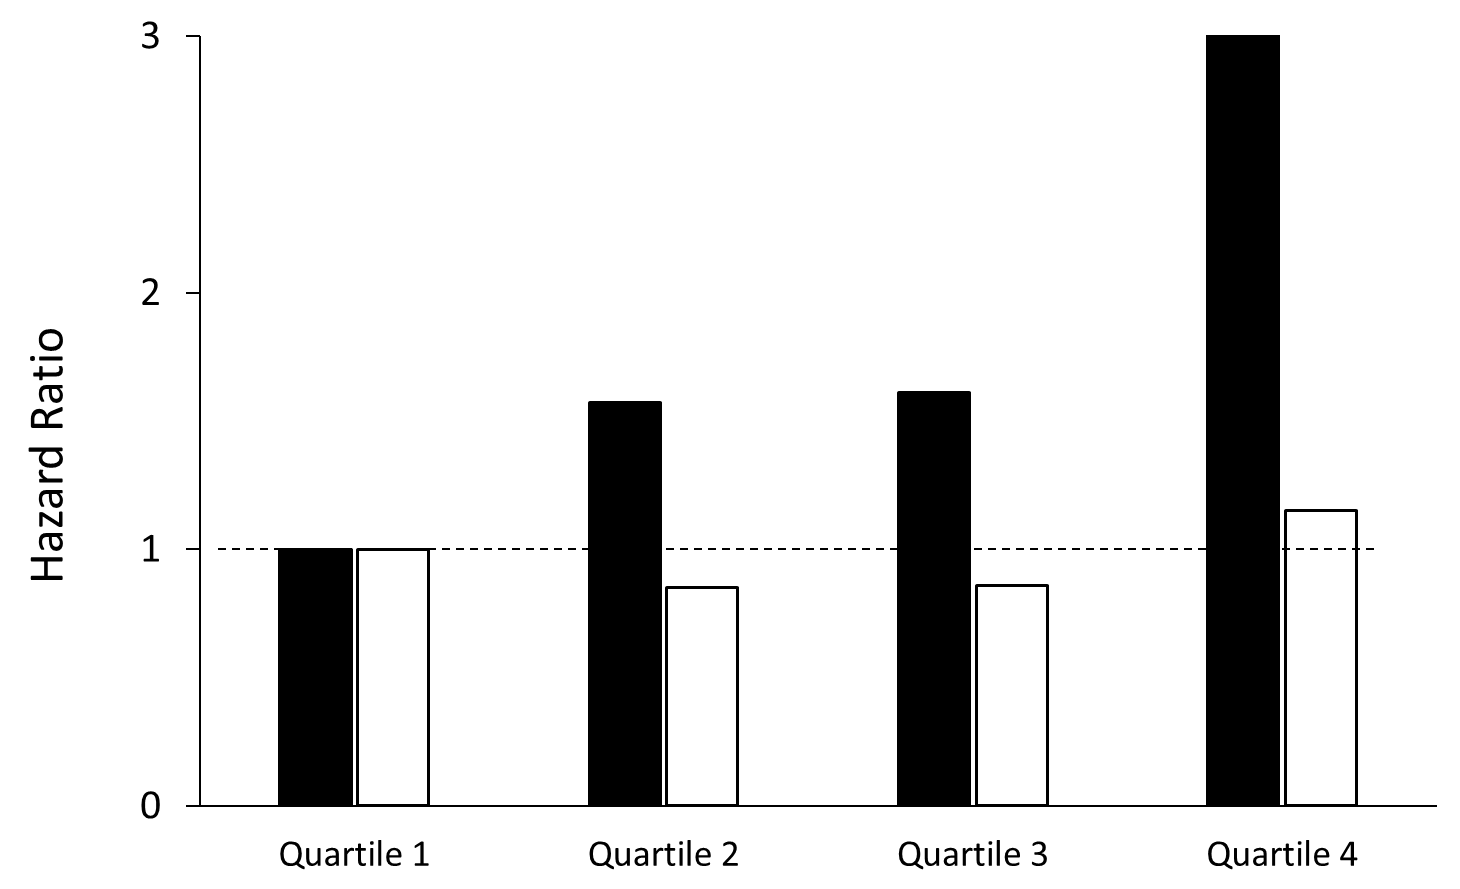 3
2
1
0
Hazard Ratio
Quartile 1
Quartile 2
Quartile 3
Quartile 4